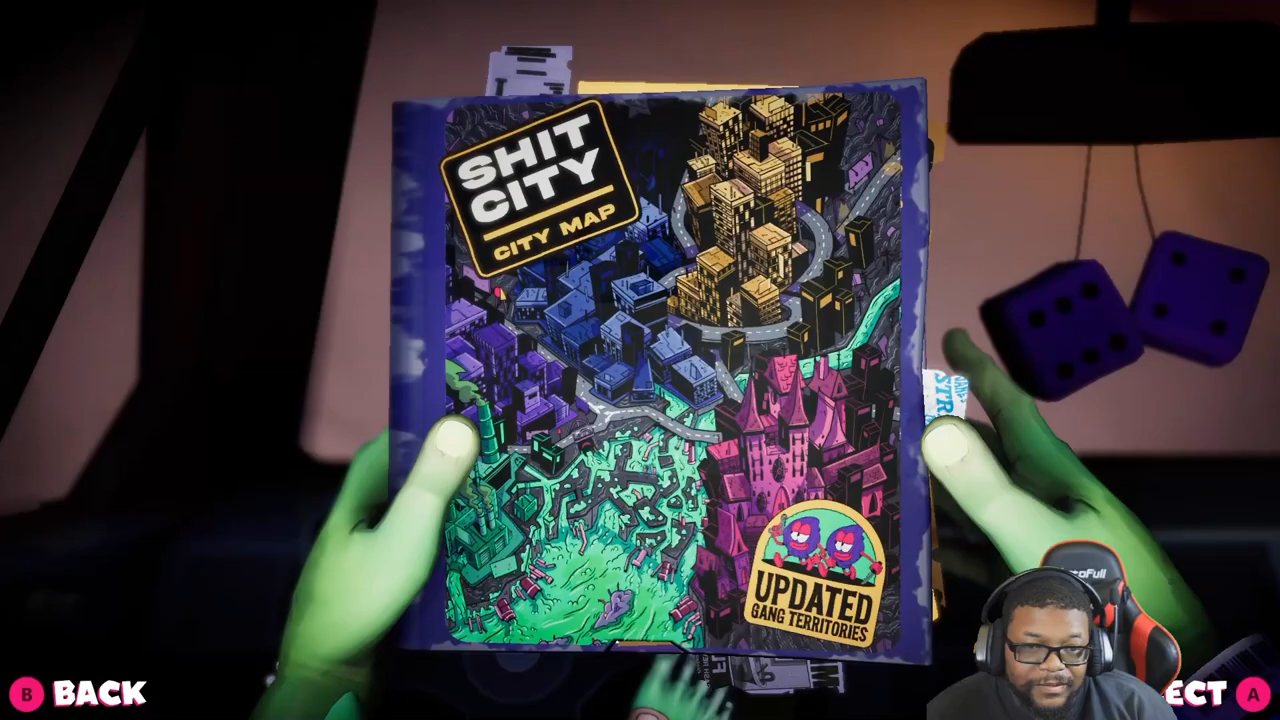 SHIT
CITY
CITY MAP
UPDATED
GANG TERRITORIES
B BACK
ECT A